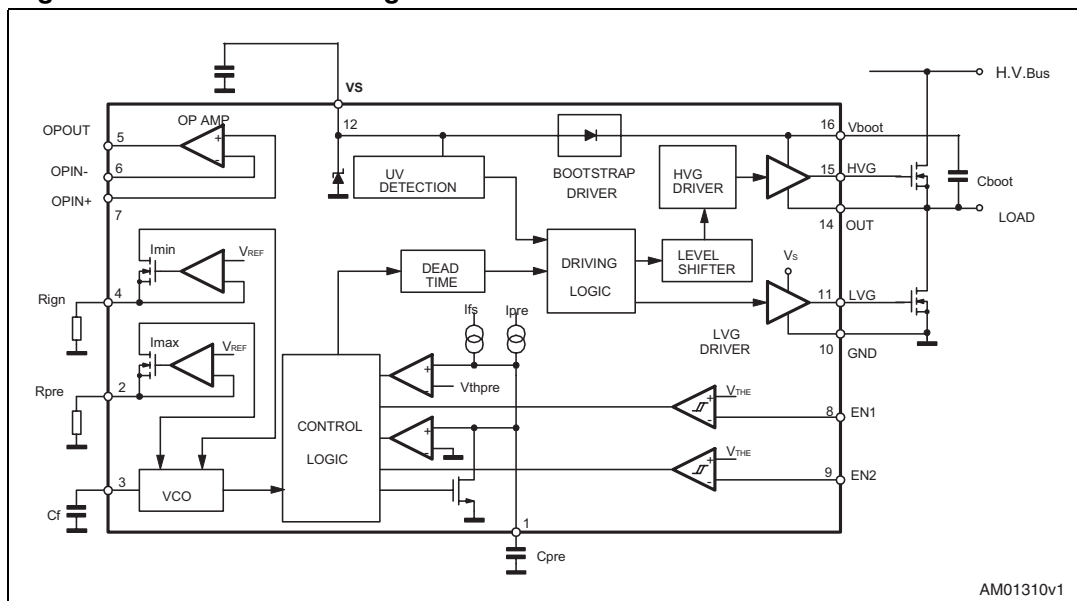 H.V.Bus
VS
OP AMP
OPOUT
5
12
16
Vboot
OPIN-
6
UV
DETECTION
BOOTSTRAP
DRIVER
HVG
DRIVER
15
HVG
Cboot
OPIN+
7
14
OUT
LOAD
Imin
VREF
DEAD
TIME
DRIVING
LOGIC
LEVEL
SHIFTER
VS
Rign
4
11
LVG
Imax
VREF
Ifs
Ipre
LVG
DRIVER
10
GND
Rpre
2
Vthpre
VTHE
8
EN1
CONTROL
LOGIC
VTHE
9
EN2
3
VCO
Cf
1
Cpre
+
-
+
-
+
-
+
-
+
-
AM01310v1